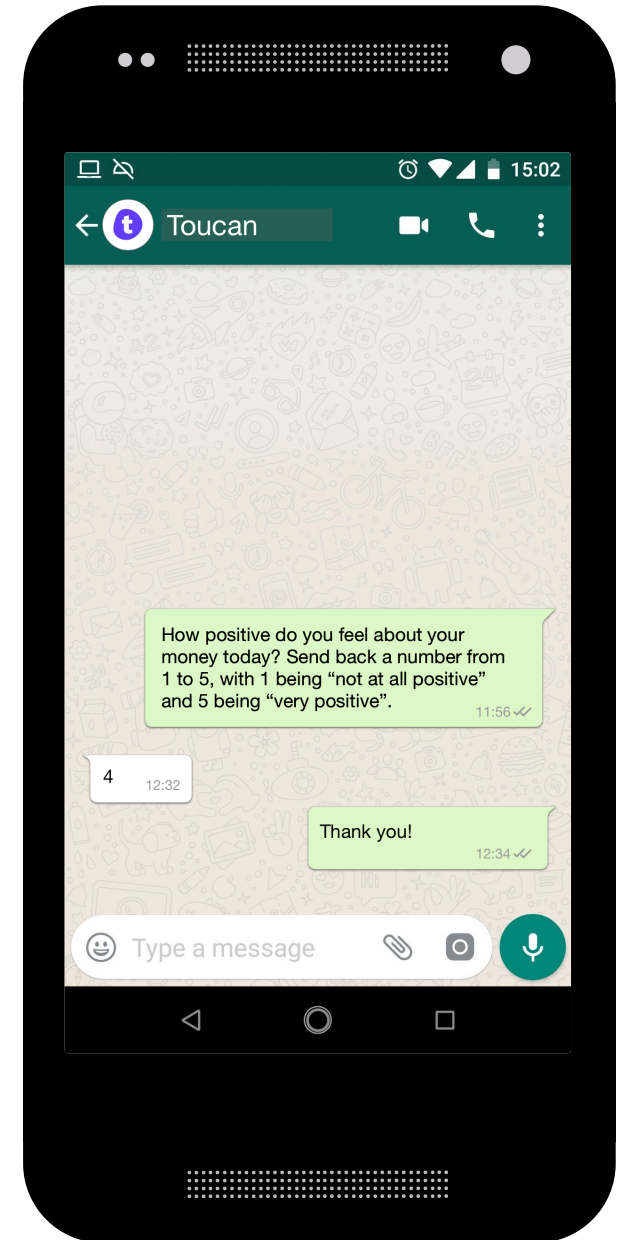 15:02
t Toucan
How positive do you feel about your
money today? Send back a number from
1 to 5, with 1 being “not at all positive”
and 5 being “very positive”.
11:56
4 12:32
Thank you!
12:34
Type a message